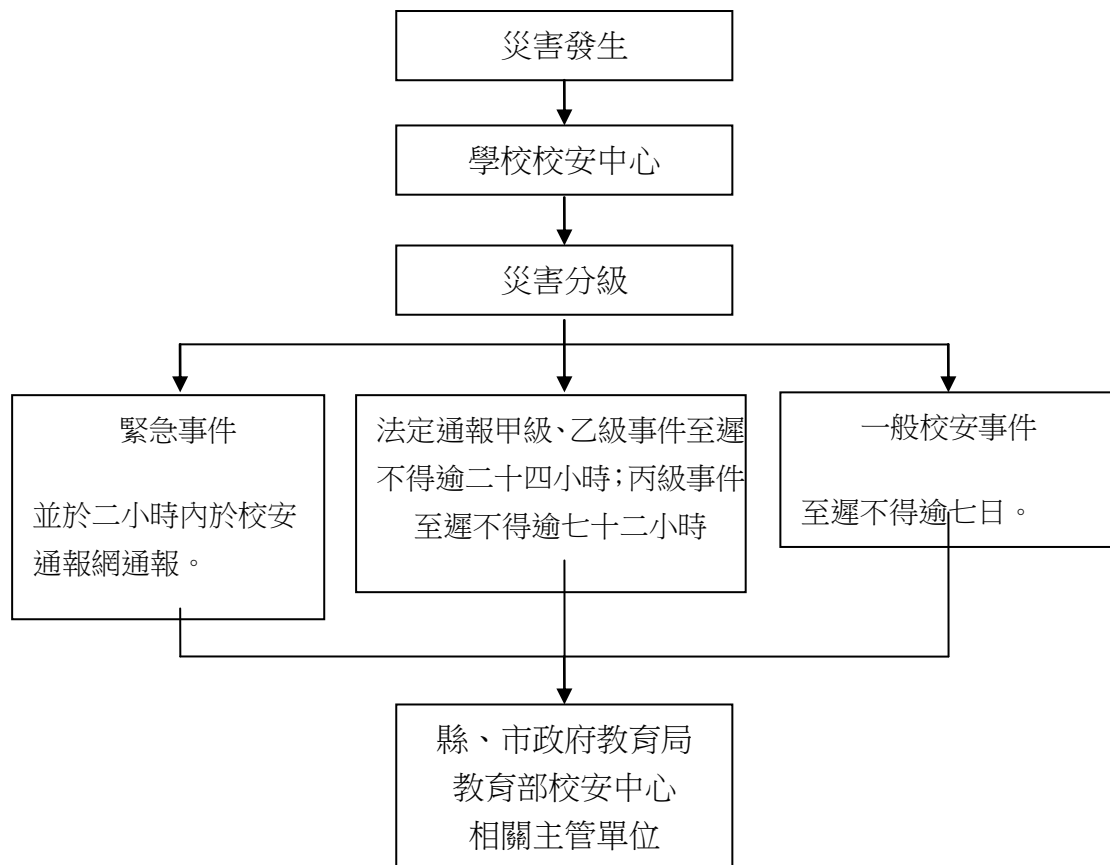 災害發生
學校校安中心
災害分級
緊急事件
並於二小時內於校安
通報網通報。
法定通報甲級、乙級事件至遲
不得逾二十四小時;丙級事件
至遲不得逾七十二小時
一般校安事件
至遲不得逾七日。
縣、市政府教育局
教育部校安中心
相關主管單位